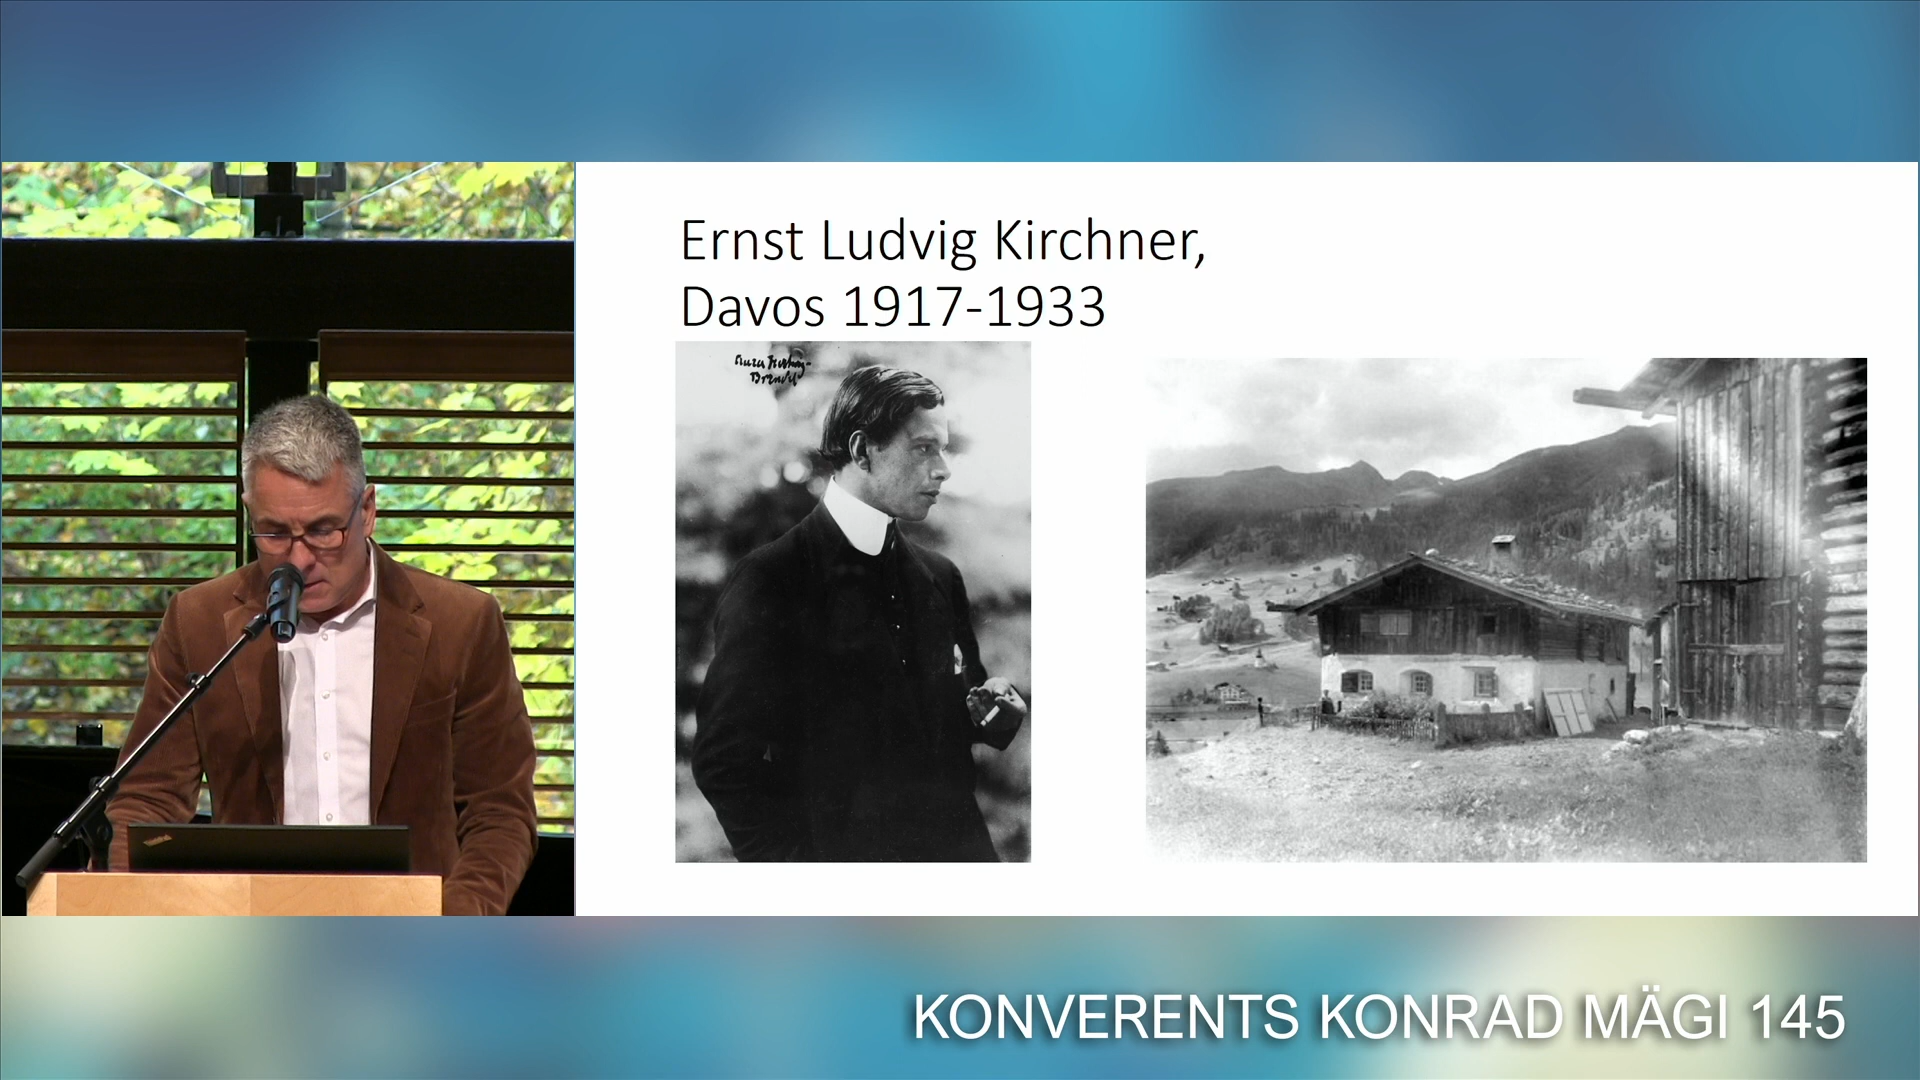 Ernst Ludvig Kirchner,
Davos 1917-1933
KONVERENTS KONRAD MÄGI 145